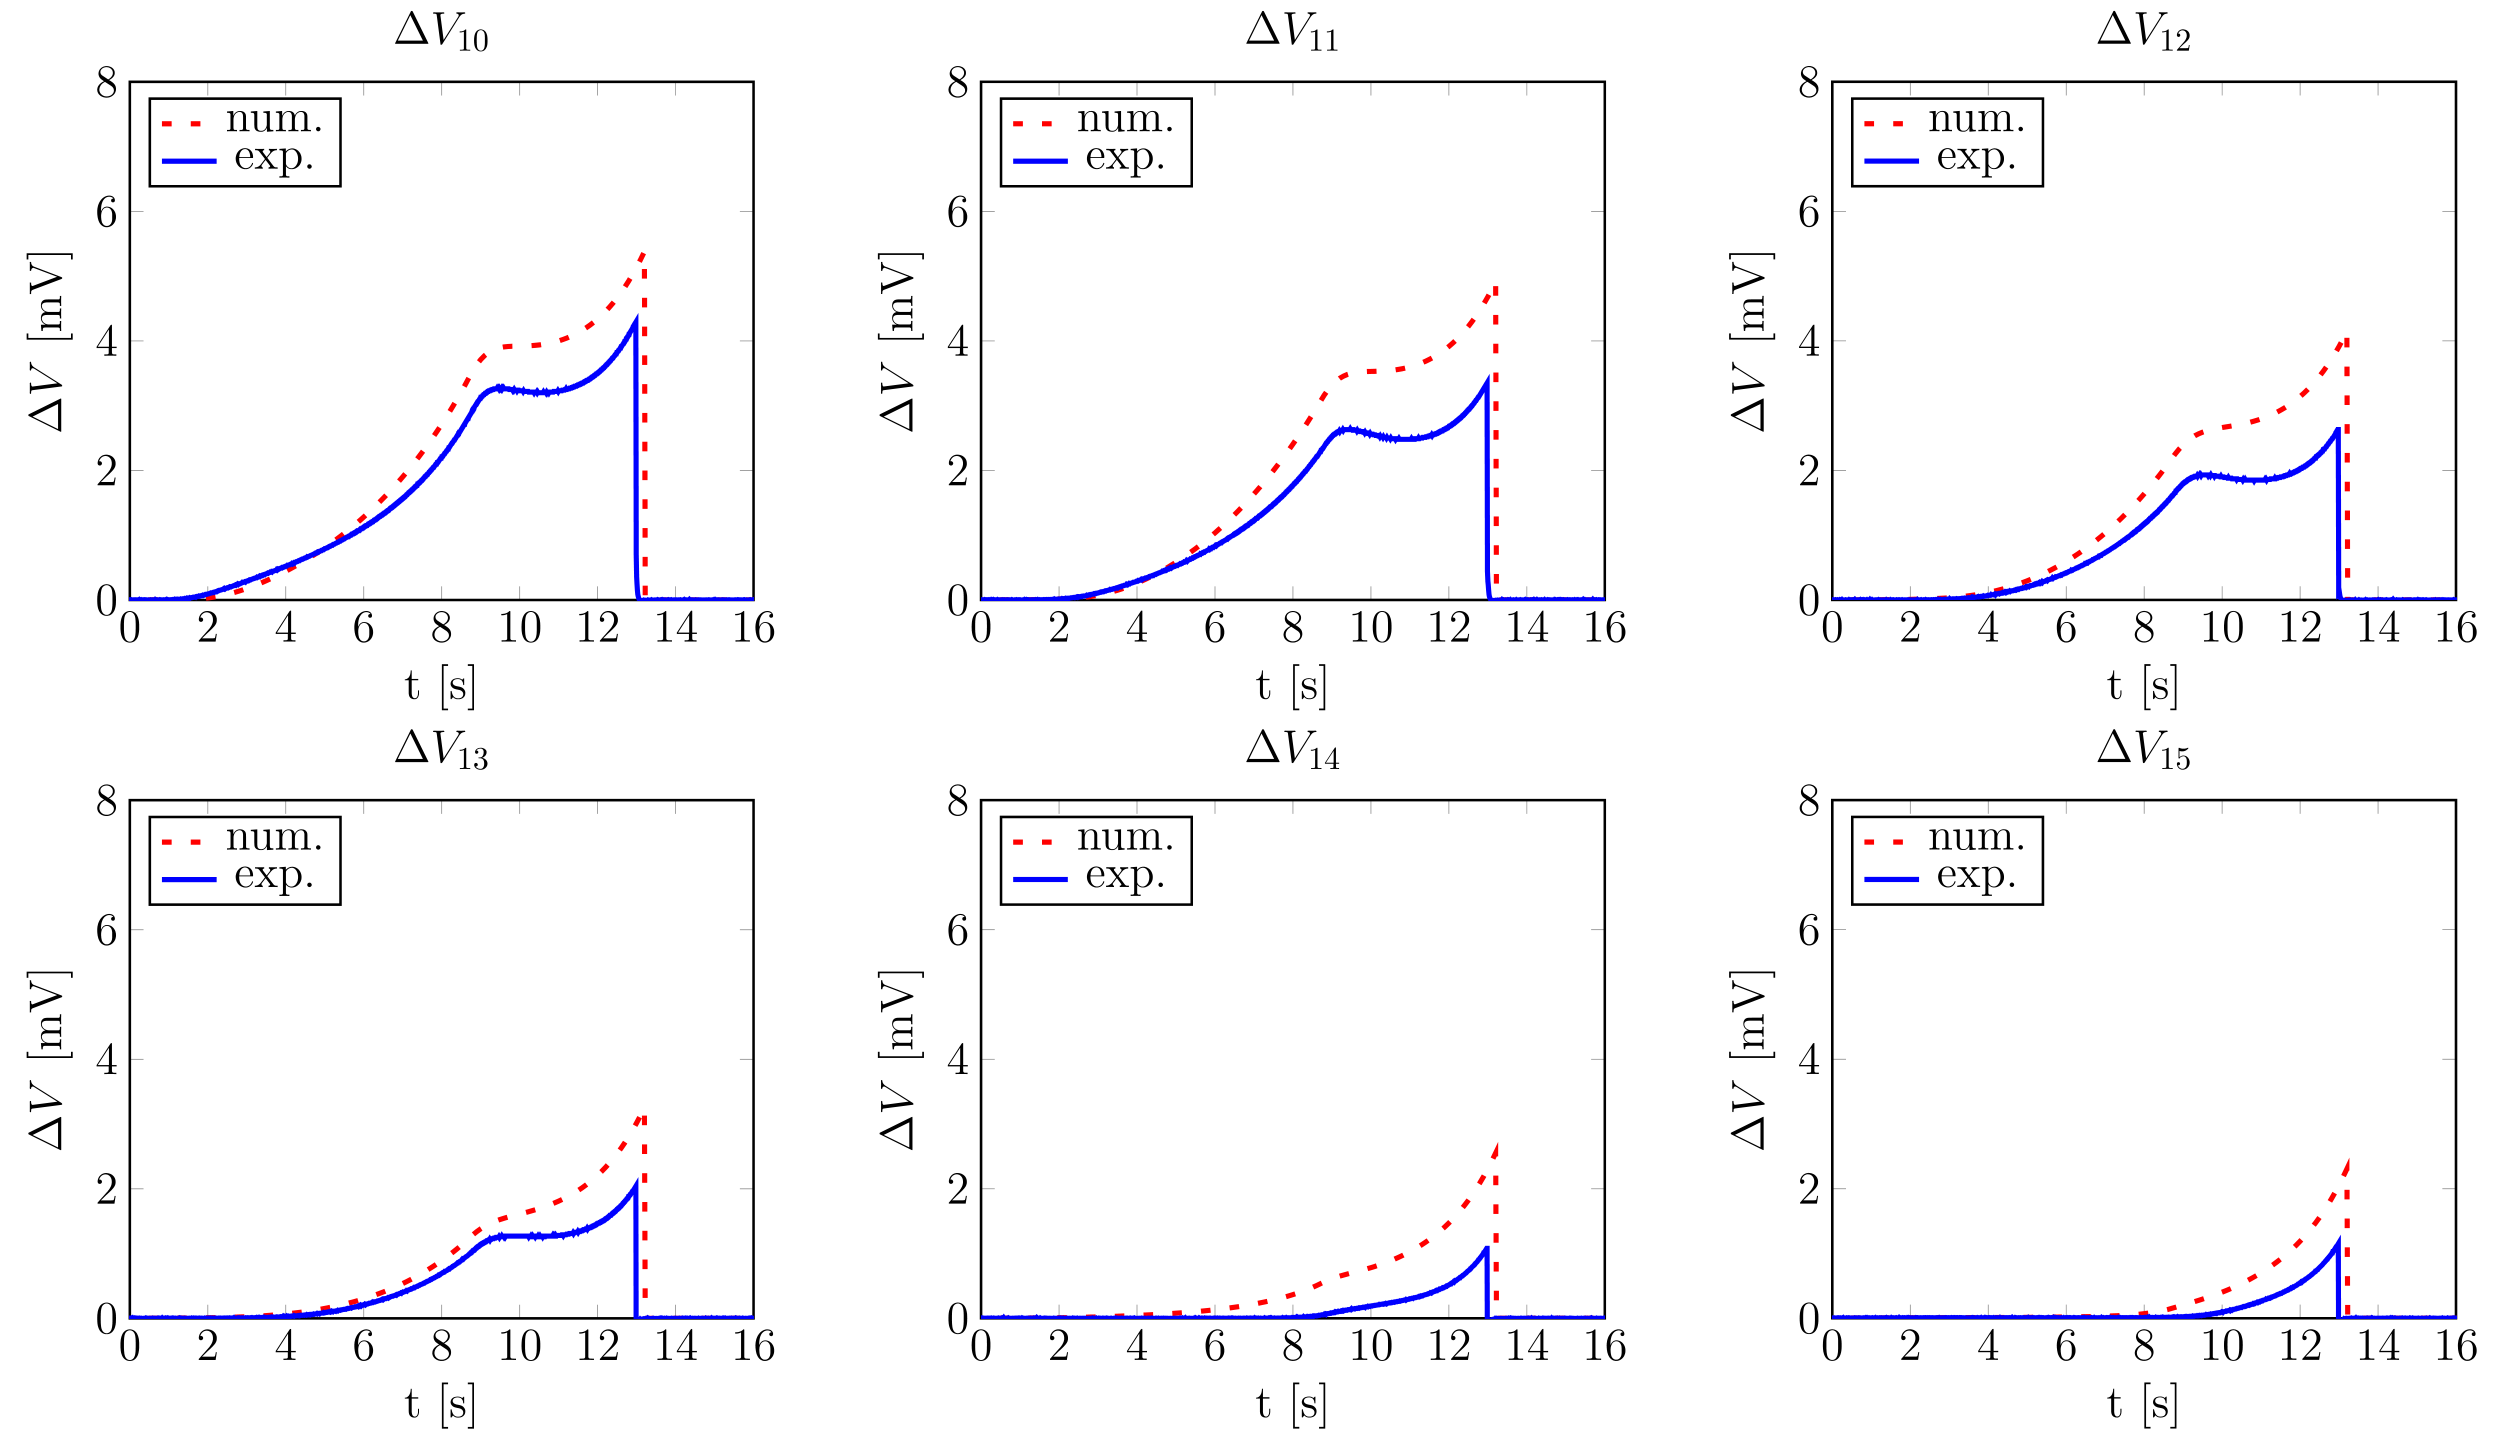 ΔV₁₀
8
num.
exp.
6
4
2
0
0 2 4 6 8 10 12 14 16
ΔV [mV]
t [s]
ΔV₁₁
8
num.
exp.
6
4
2
0
0 2 4 6 8 10 12 14 16
ΔV [mV]
t [s]
ΔV₁₂
8
num.
exp.
6
4
2
0
0 2 4 6 8 10 12 14 16
ΔV [mV]
t [s]
ΔV₁₃
8
num.
exp.
6
4
2
0
0 2 4 6 8 10 12 14 16
ΔV [mV]
t [s]
ΔV₁₄
8
num.
exp.
6
4
2
0
0 2 4 6 8 10 12 14 16
ΔV [mV]
t [s]
ΔV₁₅
8
num.
exp.
6
4
2
0
0 2 4 6 8 10 12 14 16
ΔV [mV]
t [s]